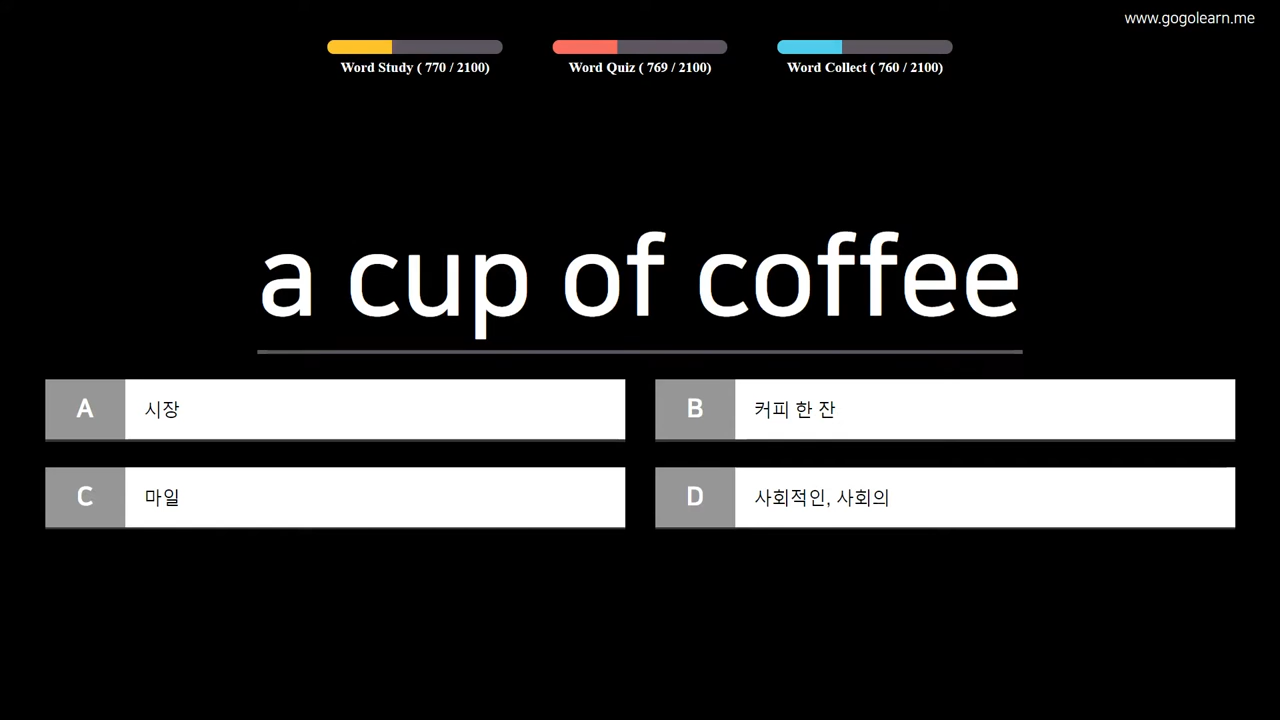 www.gogolearn.me
Word Study ( 770 / 2100)
Word Quiz ( 769 / 2100)
Word Collect ( 760 / 2100)
a cup of coffee
A 시장
B 커피 한 잔
C 마일
D 사회적인, 사회의